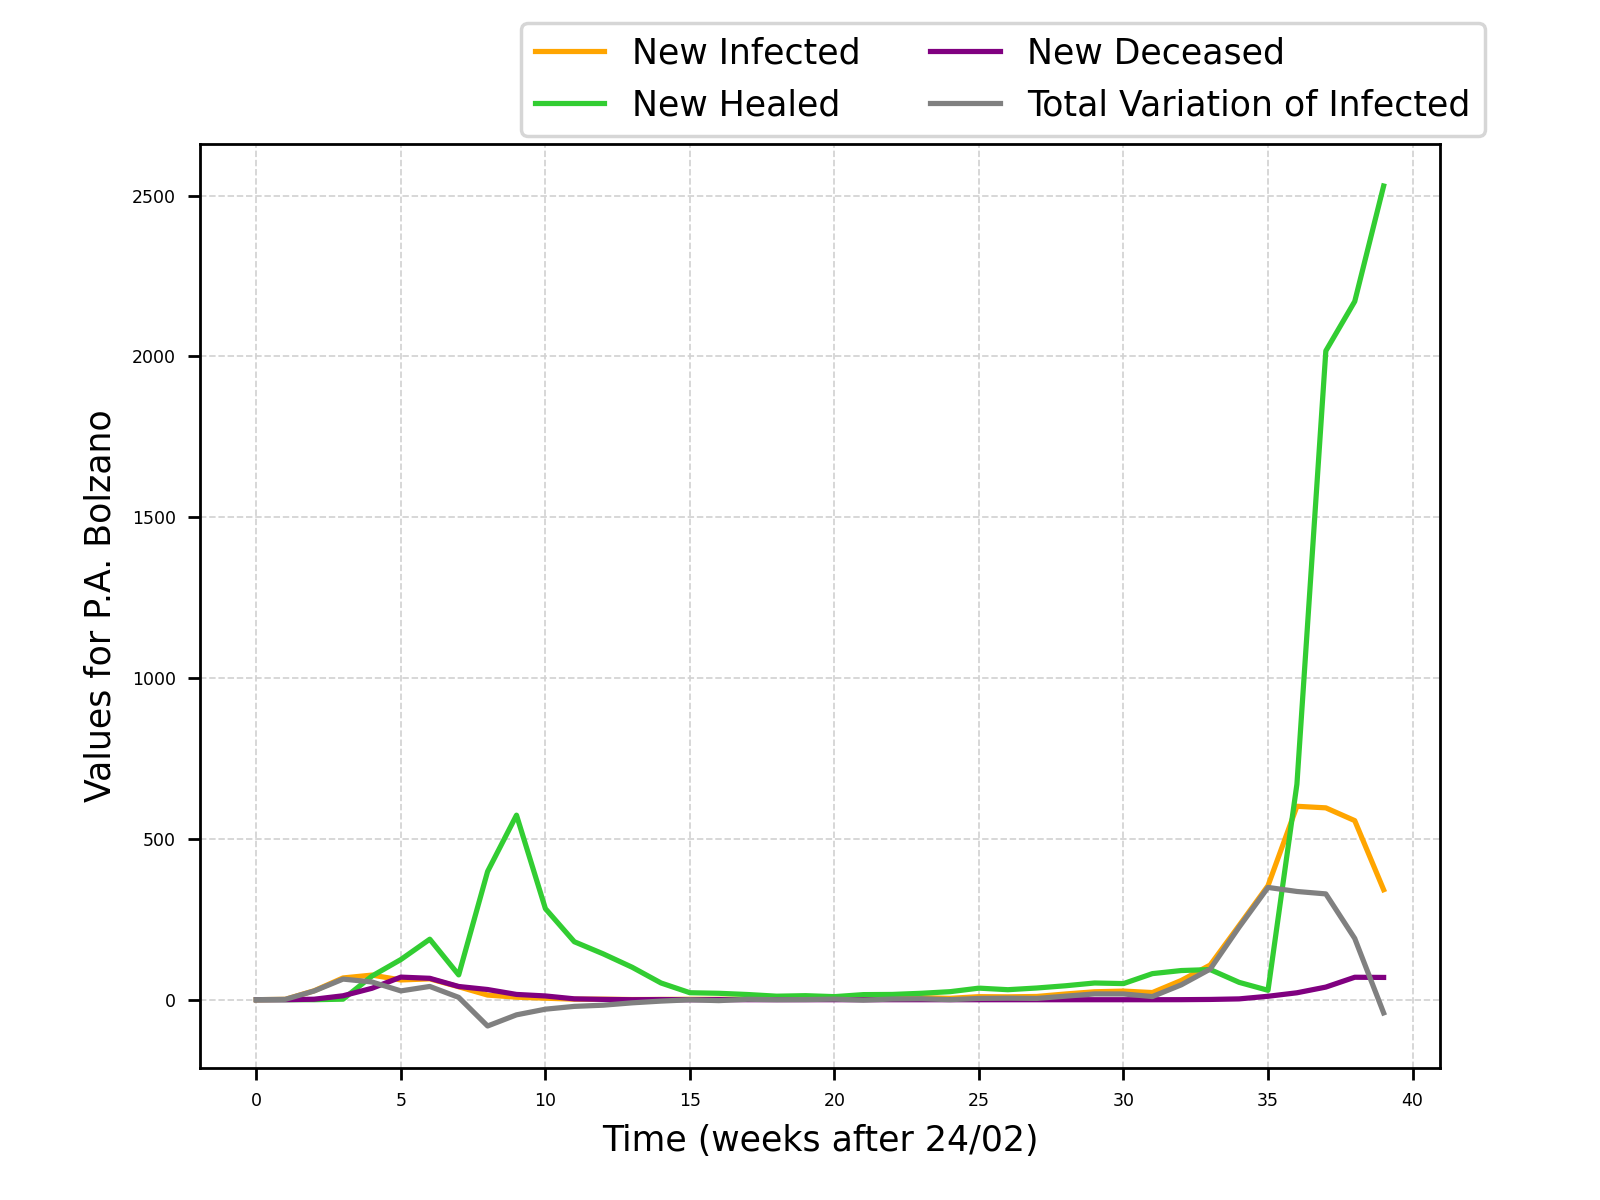 New Infected
New Healed
New Deceased
Total Variation of Infected
Values for P.A. Bolzano
2500
2000
1500
1000
500
0
0 5 10 15 20 25 30 35 40
Time (weeks after 24/02)